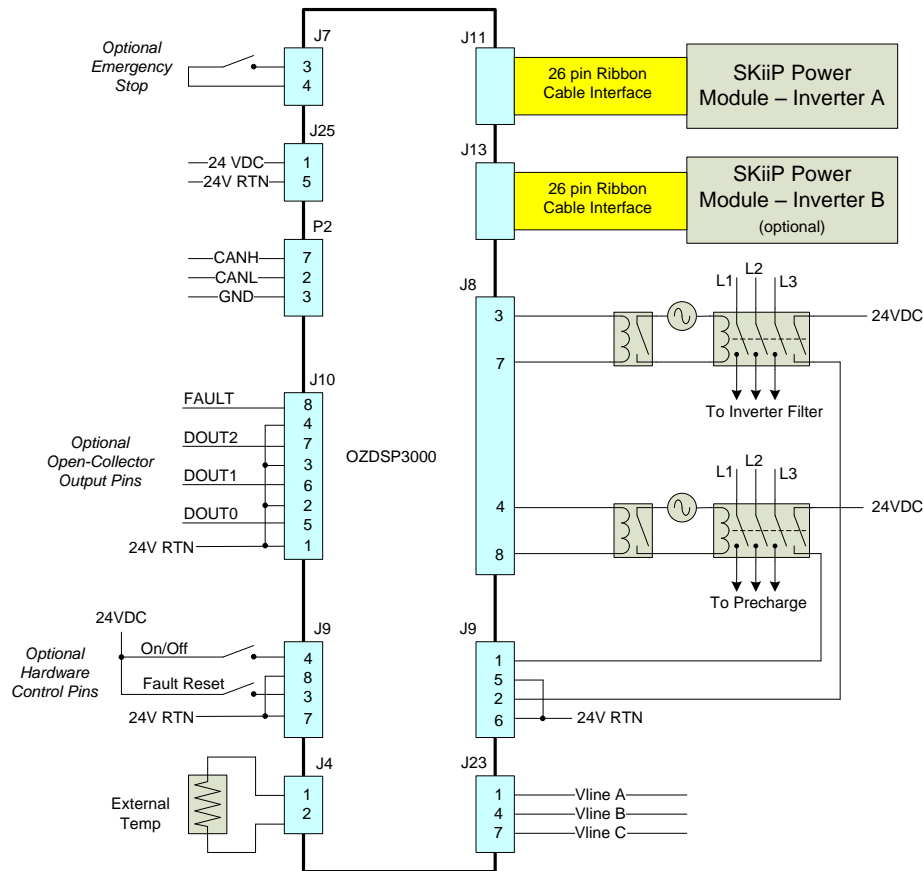 J7
Optional
Emergency
Stop
3
4
J25
24 VDC
24V RTN
1
5
P2
CANH
CANL
GND
7
2
3
J10
FAULT
DOUT2
DOUT1
DOUT0
24V RTN
Optional
Open-Collector
Output Pins
8
4
7
3
6
2
5
1
24VDC
J9
Optional
Hardware
Control Pins
On/Off
Fault Reset
24V RTN
4
8
3
7
J4
External
Temp
1
2
OZDSP3000
J11
26 pin Ribbon
Cable Interface
SKiiP Power
Module – Inverter A
J13
26 pin Ribbon
Cable Interface
SKiiP Power
Module – Inverter B
(optional)
J8
3
7
4
8
L1
L2
L3
24VDC
To Inverter Filter
L1
L2
L3
24VDC
To Precharge
J9
1
5
2
6
24V RTN
J23
1
4
7
Vline A
Vline B
Vline C